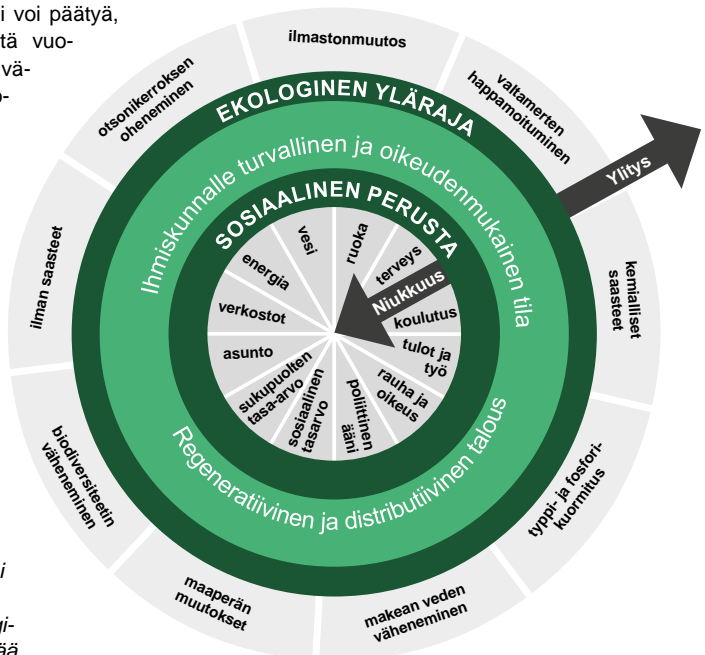 i voi päätyä,
tä vuo-
vä-
o-
ilmastonmuutos
valtamerten
happamoituminen
Ylitys
kemialliset
saasteet
typpi- ja fosfori-
kuormitus
makean veden
väheneminen
maaperän
muutokset
biodiversiteetin
väheneminen
ilman saasteet
otsonikerroksen
oheneminen
EKOLOGINEN YLÄRAJA
Ihmiskunnalle turvallinen ja oikeudenmukainen tila
SOSIAALINEN PERUSTA
ruoka
terveys
Niukkuus
koulutus
tulot ja
työ
rauha ja
oikeus
poliittinen
ääni
sosiaalinen
tasarvo
sukupuolten
tasa-arvo
asunto
verkostot
energia
vesi
Regeneratiivinen ja distributiivinen talous
i
gi-
ää